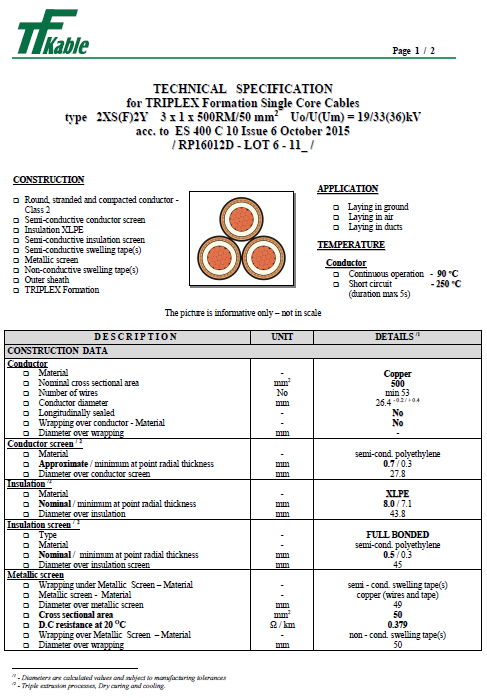 TF
Kable
Page 1 / 2
TECHNICAL SPECIFICATION
for TRIPLEX Formation Single Core Cables
type 2XS(F)2Y 3 x 1 x 500RM/50 mm² Uo/U(Um) = 19/33(36)kV
acc. to ES 400 C 10 Issue 6 October 2015
/ RP16012D - LOT 6 - 11_ /
CONSTRUCTION
❑ Round, stranded and compacted conductor -
Class 2
❑ Semi-conductive conductor screen
❑ Insulation XLPE
❑ Semi-conductive insulation screen
❑ Semi-conductive swelling tape(s)
❑ Metallic screen
❑ Non-conductive swelling tape(s)
❑ Outer sheath
❑ TRIPLEX Formation
APPLICATION
❑ Laying in ground
❑ Laying in air
❑ Laying in ducts
TEMPERATURE
Conductor
❑ Continuous operation - 90 °C
❑ Short circuit - 250 °C
(duration max 5s)
The picture is informative only – not in scale
DESCRIPTION UNIT DETAILS /1
CONSTRUCTION DATA
Conductor
❑ Material - Copper
❑ Nominal cross sectional area mm² 500
❑ Number of wires No min 53
❑ Conductor diameter mm 26.4 -0.2 / +0.4
❑ Longitudinally sealed - No
❑ Wrapping over conductor - Material - No
❑ Diameter over wrapping mm -
Conductor screen /2
❑ Material - semi-cond. polyethylene
❑ Approximate / minimum at point radial thickness mm 0.7 / 0.3
❑ Diameter over conductor screen mm 27.8
Insulation /2
❑ Material - XLPE
❑ Nominal / minimum at point radial thickness mm 8.0 / 7.1
❑ Diameter over insulation mm 43.8
Insulation screen /2
❑ Type - FULL BONDED
❑ Material - semi-cond. polyethylene
❑ Nominal / minimum at point radial thickness mm 0.5 / 0.3
❑ Diameter over insulation screen mm 45
Metallic screen
❑ Wrapping under Metallic Screen – Material - semi - cond. swelling tape(s)
❑ Metallic screen - Material - copper (wires and tape)
❑ Diameter over metallic screen mm 49
❑ Cross sectional area mm² 50
❑ D.C resistance at 20 °C Ω / km 0.379
❑ Wrapping over Metallic Screen – Material - non - cond. swelling tape(s)
❑ Diameter over wrapping mm 50
/1 - Diameters are calculated values and subject to manufacturing tolerances
/2 - Triple extrusion processes, Dry curing and cooling.